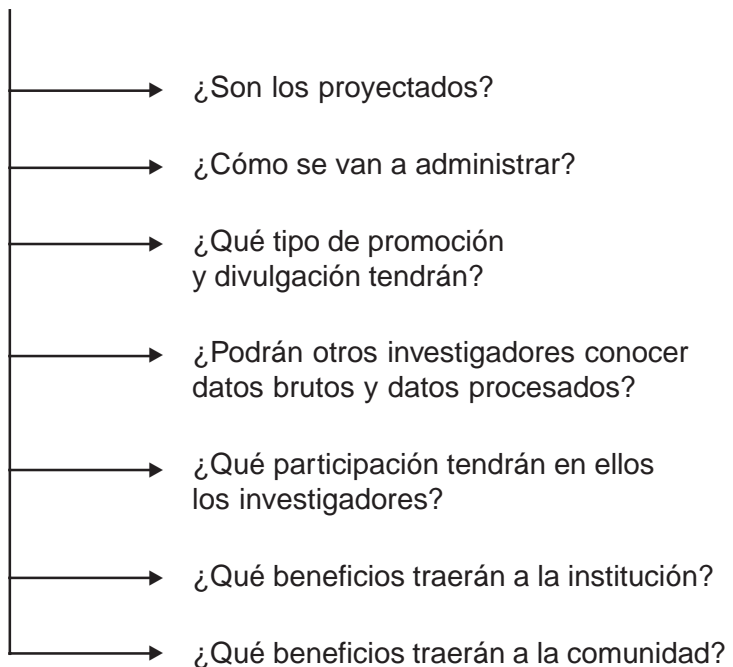 ¿Son los proyectados?
¿Cómo se van a administrar?
¿Qué tipo de promoción
y divulgación tendrán?
¿Podrán otros investigadores conocer
datos brutos y datos procesados?
¿Qué participación tendrán en ellos
los investigadores?
¿Qué beneficios traerán a la institución?
¿Qué beneficios traerán a la comunidad?